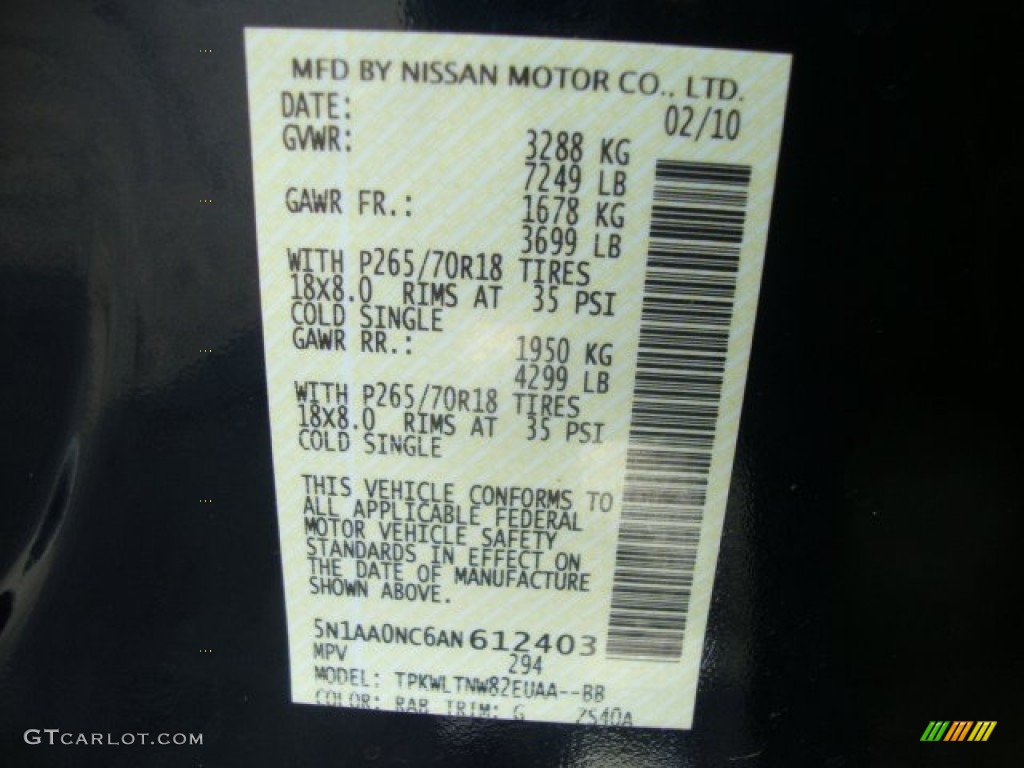 MFD BY NISSAN MOTOR CO., LTD.
DATE: 02/10
GVWR: 3288 KG
7249 LB
GAWR FR.: 1678 KG
3699 LB
WITH P265/70R18 TIRES
18X8.0 RIMS AT 35 PSI
COLD SINGLE
GAWR RR.: 1950 KG
4299 LB
WITH P265/70R18 TIRES
18X8.0 RIMS AT 35 PSI
COLD SINGLE
THIS VEHICLE CONFORMS TO
ALL APPLICABLE FEDERAL
MOTOR VEHICLE SAFETY
STANDARDS IN EFFECT ON
THE DATE OF MANUFACTURE
SHOWN ABOVE.
5N1AA0NC6AN612403
MPV 294
MODEL: TPKWLTNW82EUAA--BB
COLOR: RAB TRIM: G
GTCARLOT.COM